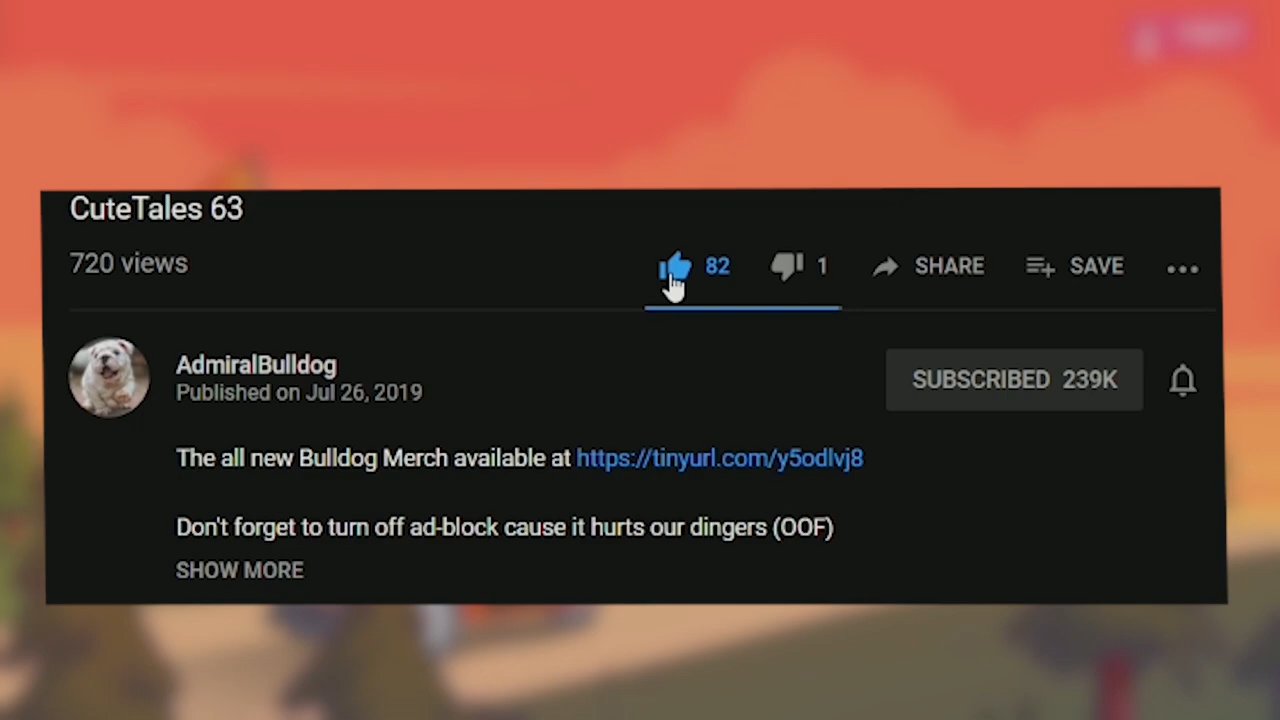 CuteTales 63
720 views
82 1 SHARE SAVE
AdmiralBulldog
Published on Jul 26, 2019
SUBSCRIBED 239K
The all new Bulldog Merch available at https://tinyurl.com/y5odlvj8
Don't forget to turn off ad-block cause it hurts our dingers (OOF)
SHOW MORE